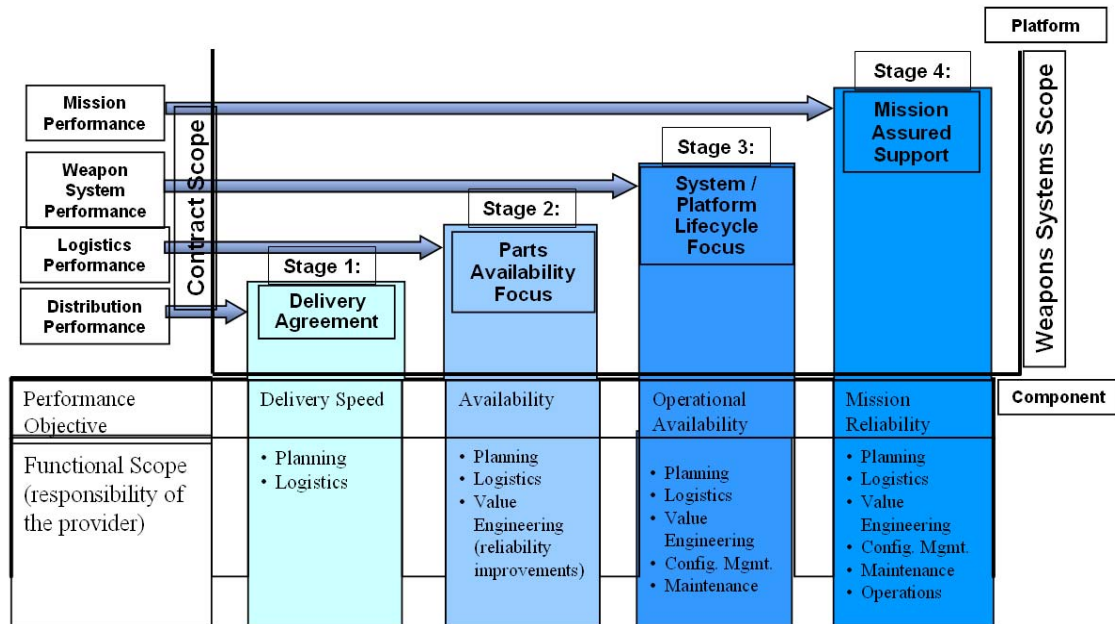 Platform
Stage 4:
Mission
Performance
Mission
Assured
Support
Contract Scope
Weapons Systems Scope
Stage 3:
Weapon
System
Performance
System /
Platform
Lifecycle
Focus
Stage 2:
Logistics
Performance
Parts
Availability
Focus
Stage 1:
Distribution
Performance
Delivery
Agreement
Component
Performance
Objective
Delivery Speed
Availability
Operational
Availability
Mission
Reliability
Functional Scope
(responsibility of
the provider)
• Planning
• Logistics
• Planning
• Logistics
• Value
Engineering
(reliability
improvements)
• Planning
• Logistics
• Value
Engineering
• Config. Mgmt.
• Maintenance
• Planning
• Logistics
• Value
Engineering
• Config. Mgmt.
• Maintenance
• Operations